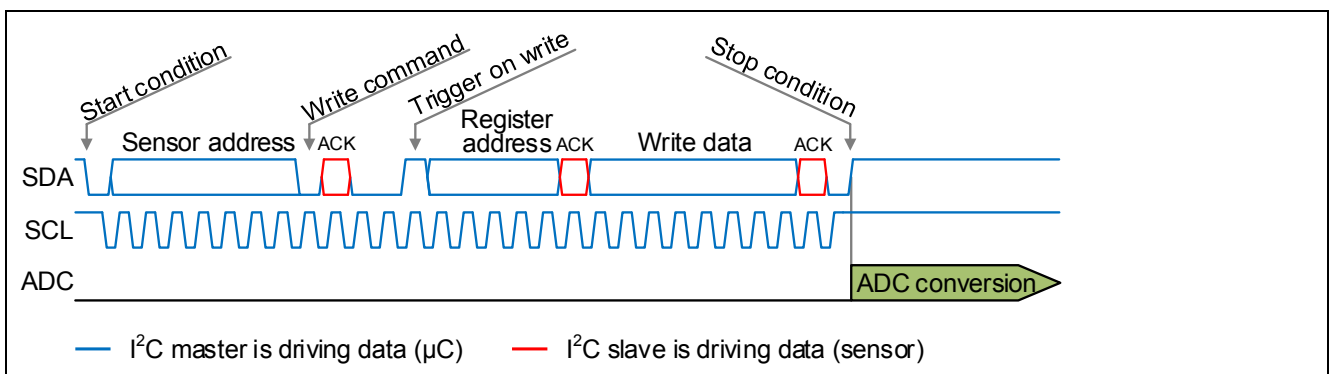 Start condition
Write command
Trigger on write
Stop condition
Sensor address
ACK
Register
address
ACK
Write data
ACK
SDA
SCL
ADC
ADC conversion
I²C master is driving data (µC)
I²C slave is driving data (sensor)